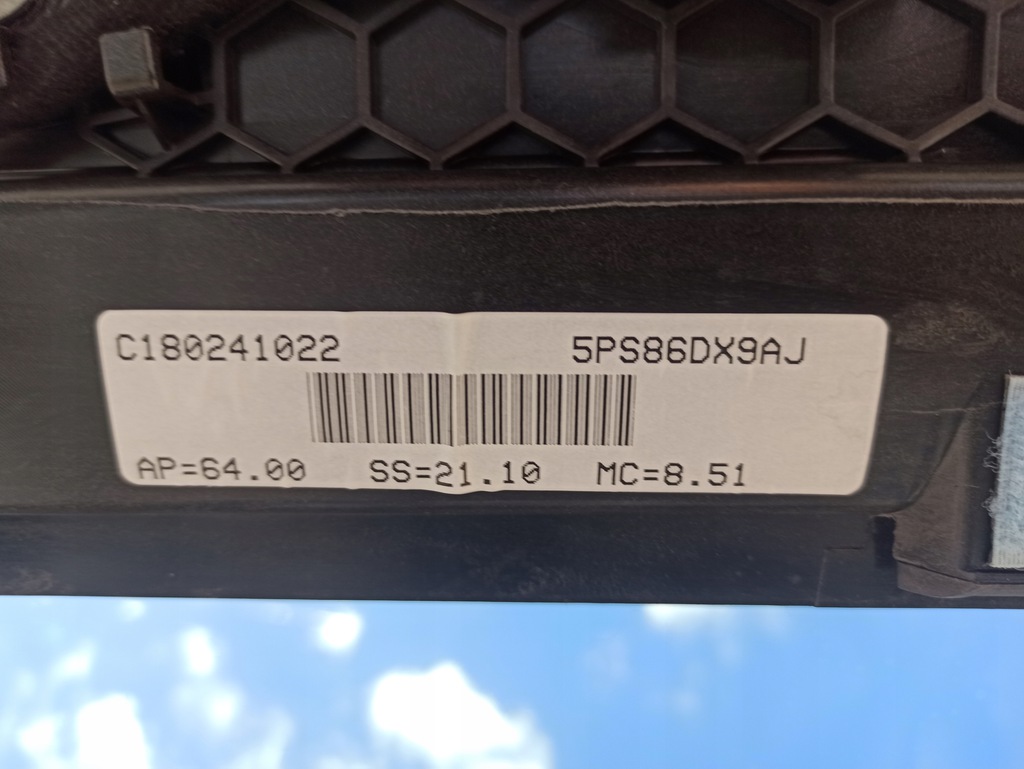 C180241022 5PS86DX9AJ
AP=64.00 SS=21.10 MC=8.51